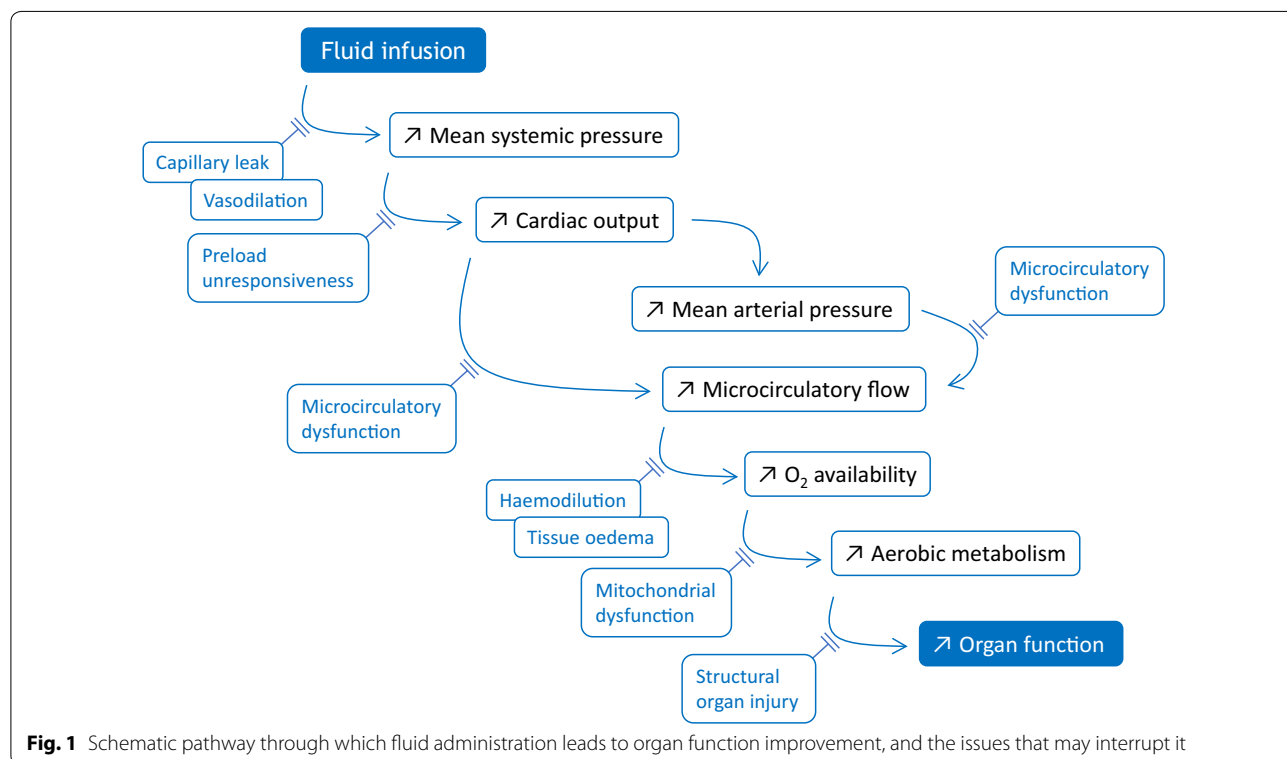 Fluid infusion
↗ Mean systemic pressure
Capillary leak
Vasodilation
↗ Cardiac output
Preload
unresponsiveness
Microcirculatory
dysfunction
↗ Mean arterial pressure
↗ Microcirculatory flow
Microcirculatory
dysfunction
↗ O₂ availability
Haemodilution
Tissue oedema
↗ Aerobic metabolism
Mitochondrial
dysfunction
↗ Organ function
Structural
organ injury
Fig. 1 Schematic pathway through which fluid administration leads to organ function improvement, and the issues that may interrupt it